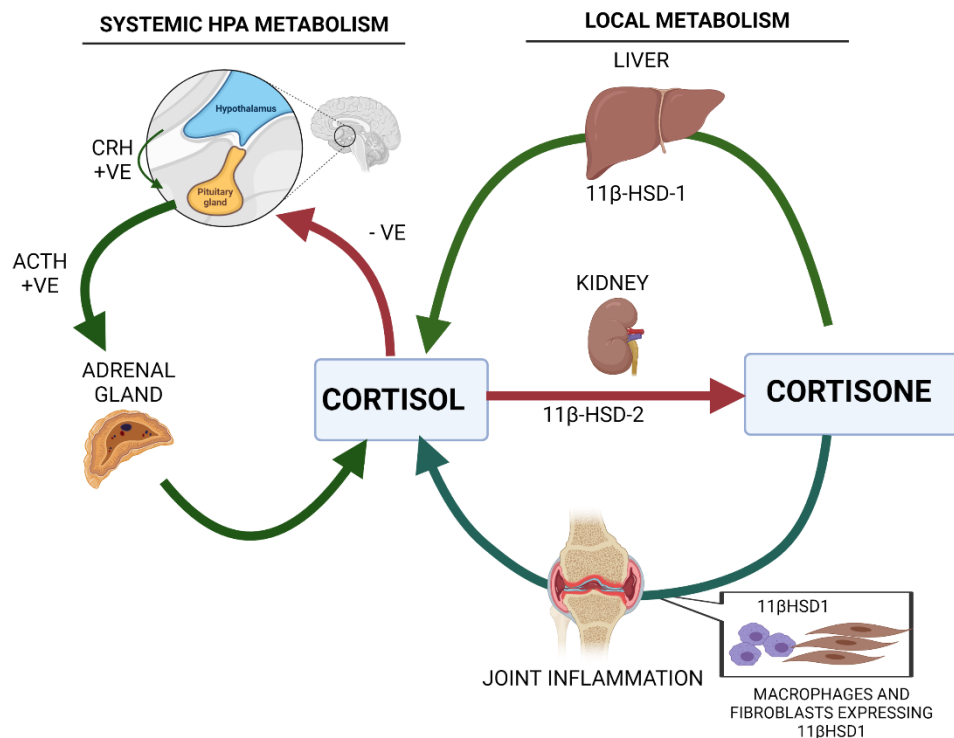 SYSTEMIC HPA METABOLISM
Hypothalamus
CRH
+VE
Pituitary
gland
- VE
ACTH
+VE
ADRENAL
GLAND
CORTISOL
LOCAL METABOLISM
LIVER
11β-HSD-1
KIDNEY
11β-HSD-2
CORTISONE
JOINT INFLAMMATION
11βHSD1
MACROPHAGES AND
FIBROBLASTS EXPRESSING
11βHSD1